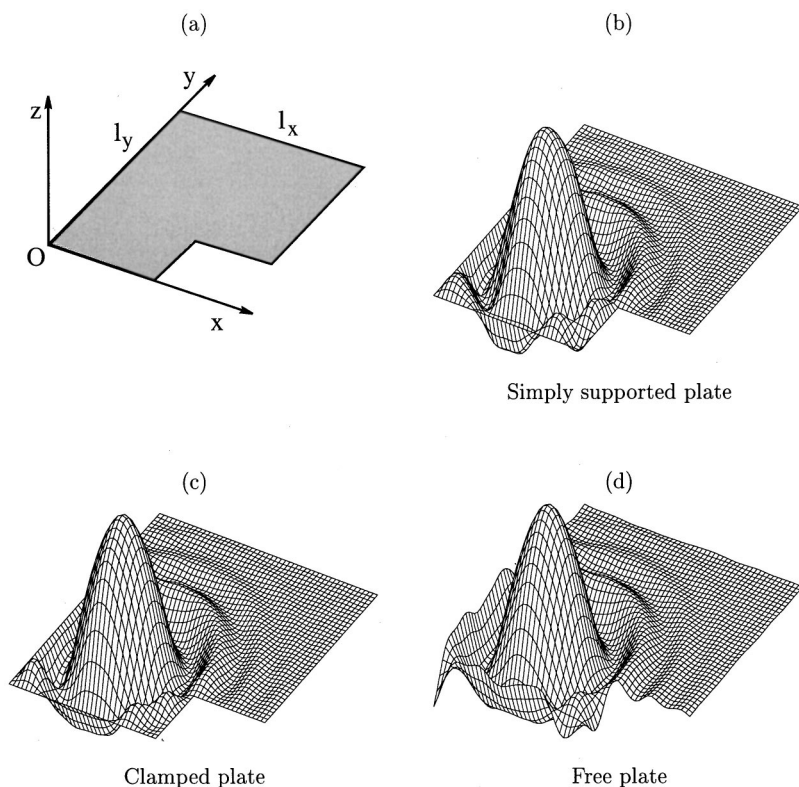 (a)
(b)
y
z
l_y
l_x
O
x
Simply supported plate
(c)
(d)
Clamped plate
Free plate